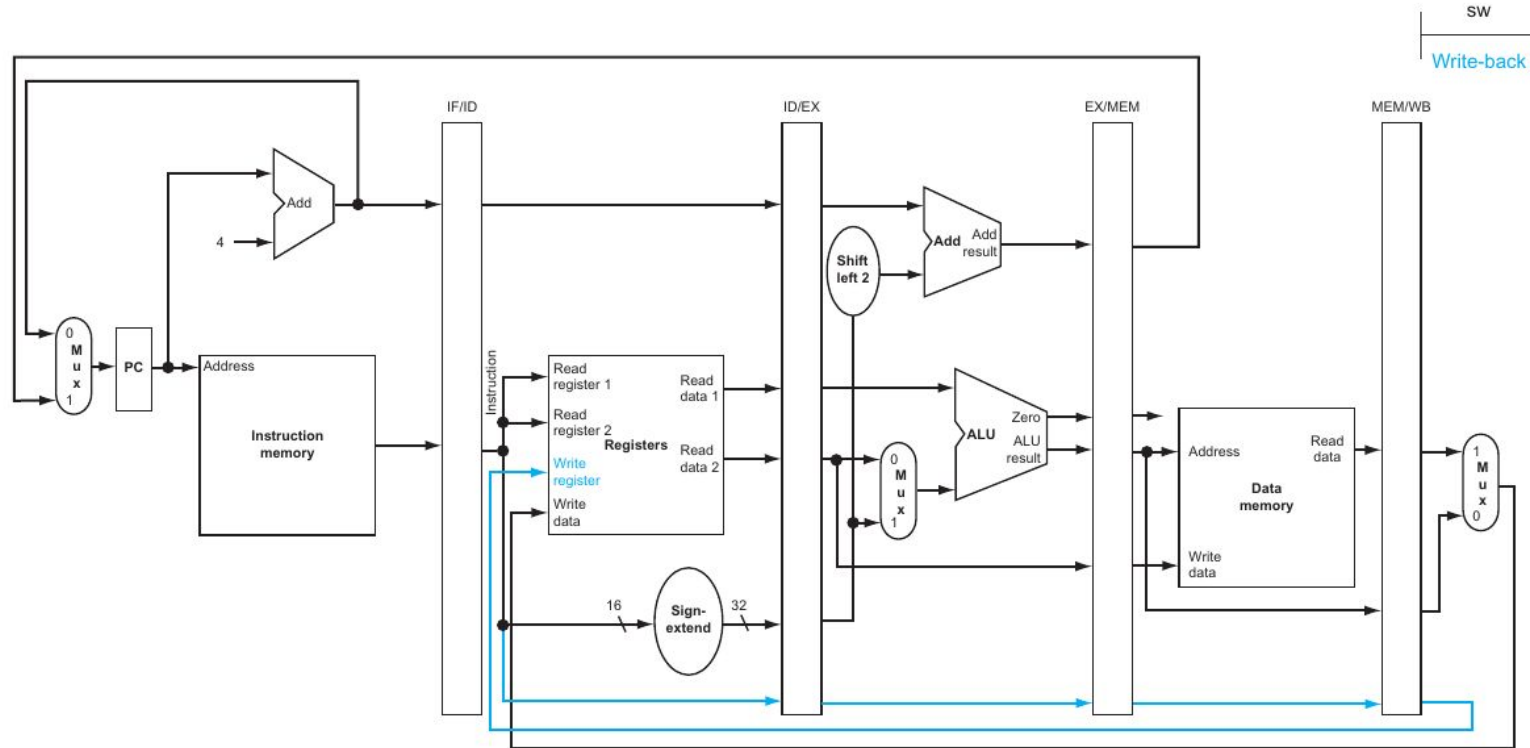 sw
Write-back
IF/ID
ID/EX
EX/MEM
MEM/WB
Add
4
Add
Add
result
Shift
left 2
0
M
u
x
1
PC
Address
Instruction
memory
Instruction
Read
register 1
Read
register 2
Write
register
Write
data
Registers
Read
data 1
Read
data 2
16
Sign-
extend
32
0
M
u
x
1
ALU
Zero
ALU
result
Address
Read
data
Data
memory
Write
data
1
M
u
x
0